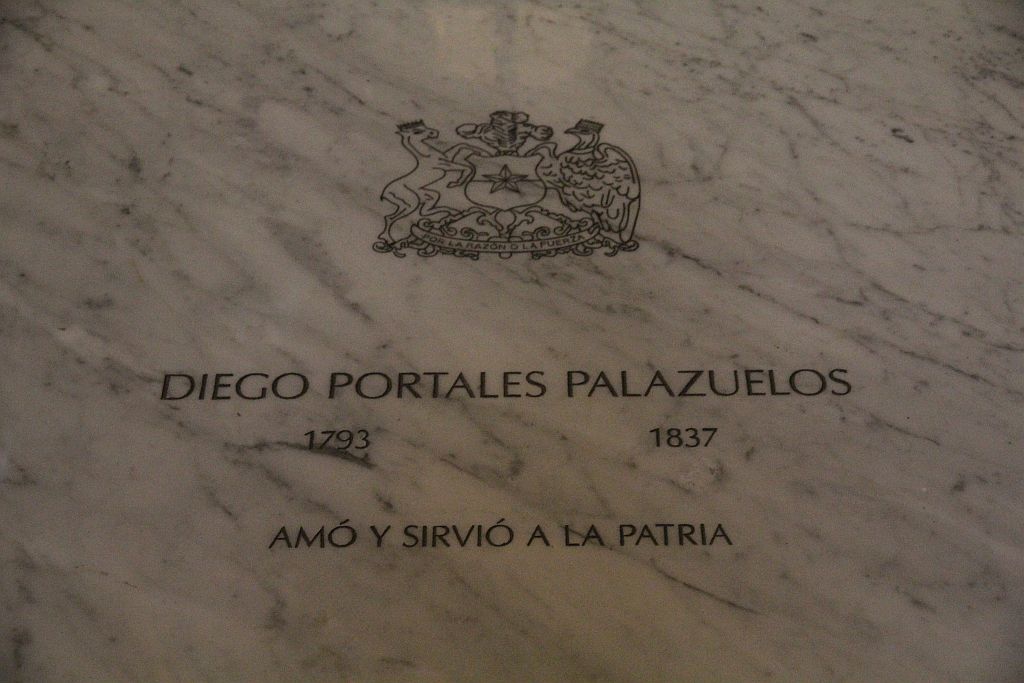 POR LA RAZÓN O LA FUERZA
DIEGO PORTALES PALAZUELOS
1793 1837
AMÓ Y SIRVIÓ A LA PATRIA